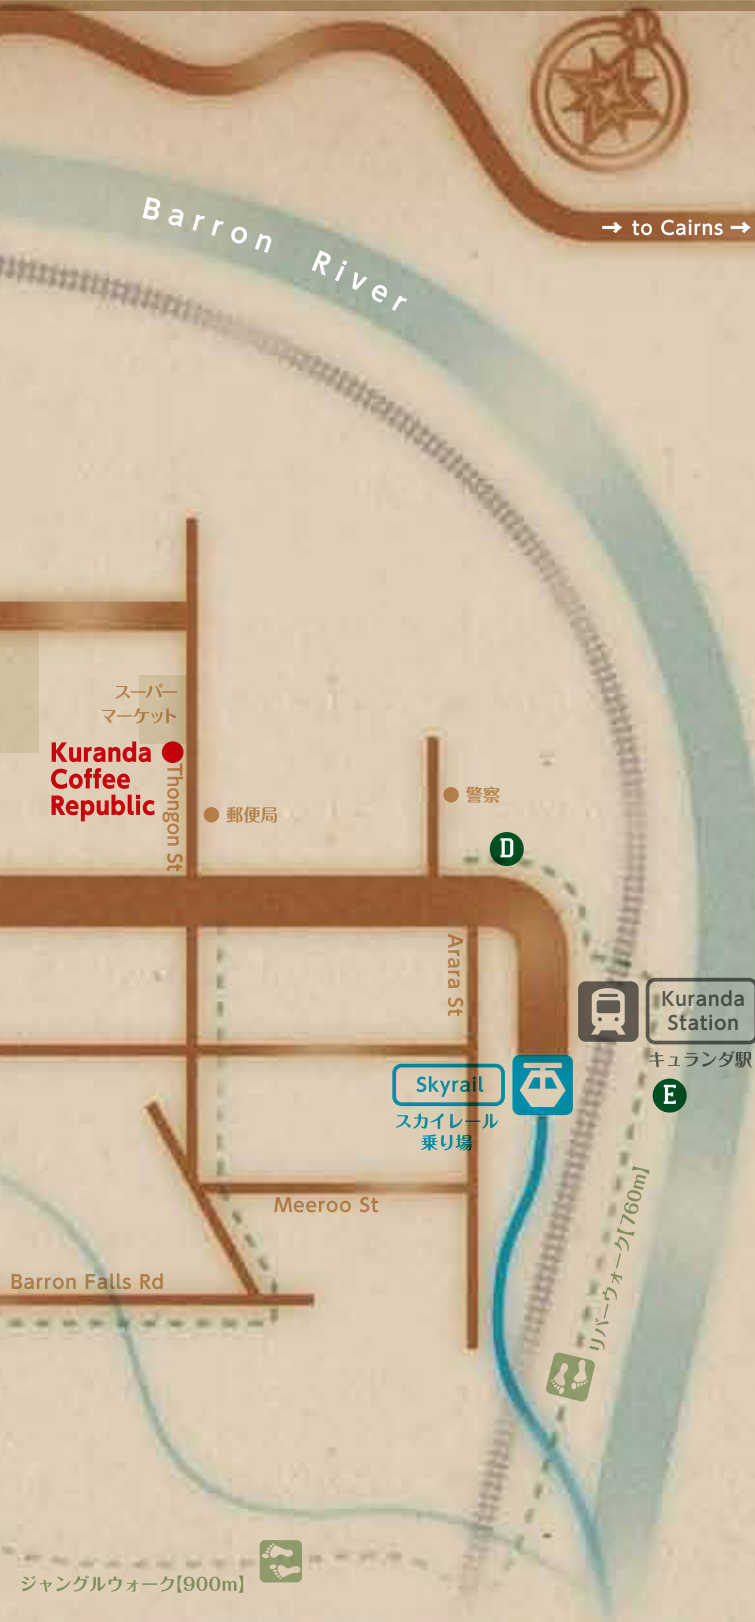 N
Barron River
→ to Cairns →
スーパー
マーケット
Kuranda
Coffee
Republic
Thongon St
郵便局
警察
D
Arara St
Kuranda
Station
キュランダ駅
Skyrail
スカイレール
乗り場
E
Meeroo St
リバーウォーク【760m】
Barron Falls Rd
ジャングルウォーク【900m】